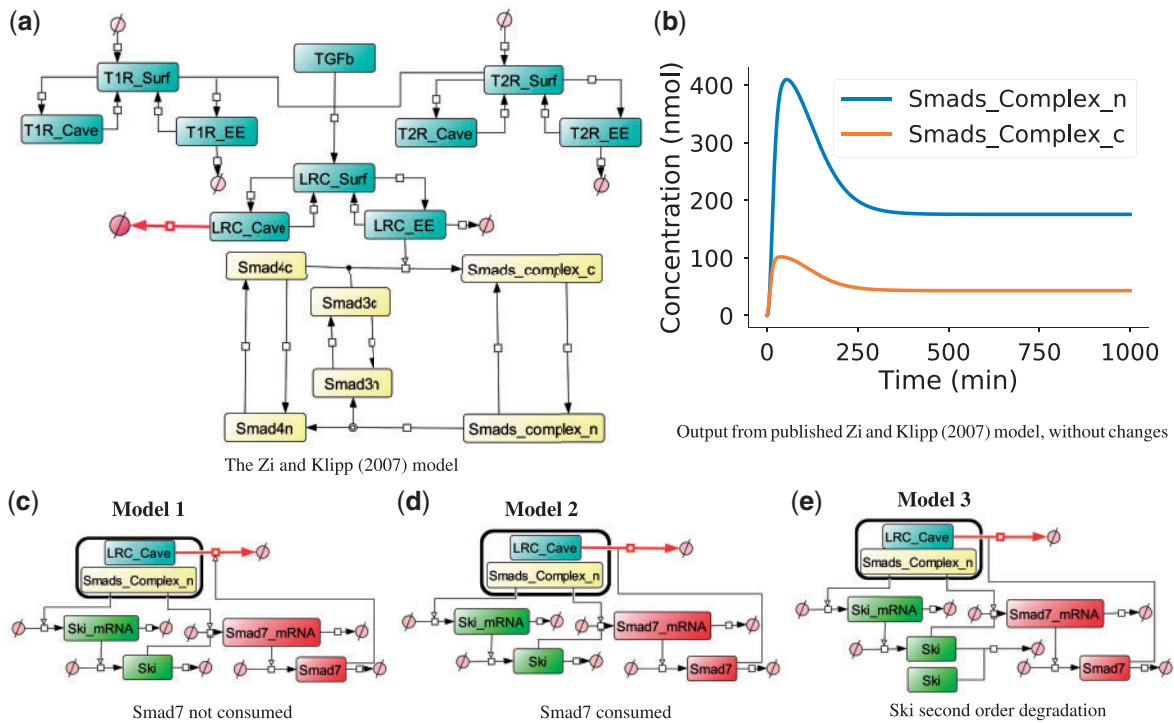 (a)
TGFb
T1R_Surf
T2R_Surf
T1R_Cave
T1R_EE
T2R_Cave
T2R_EE
LRC_Surf
LRC_Cave
LRC_EE
Smad4c
Smads_complex_c
Smad3c
Smad3n
Smad4n
Smads_complex_n
The Zi and Klipp (2007) model
(b)
Concentration (nmol)
400
300
200
100
0
Smads_Complex_n
Smads_Complex_c
0
250
500
750
1000
Time (min)
Output from published Zi and Klipp (2007) model, without changes
(c)
Model 1
LRC_Cave
Smads_Complex_n
Ski_mRNA
Smad7_mRNA
Ski
Smad7
Smad7 not consumed
(d)
Model 2
LRC_Cave
Smads_Complex_n
Ski_mRNA
Smad7_mRNA
Ski
Smad7
Smad7 consumed
(e)
Model 3
LRC_Cave
Smads_Complex_n
Ski_mRNA
Smad7_mRNA
Ski
Smad7
Ski
Ski second order degradation